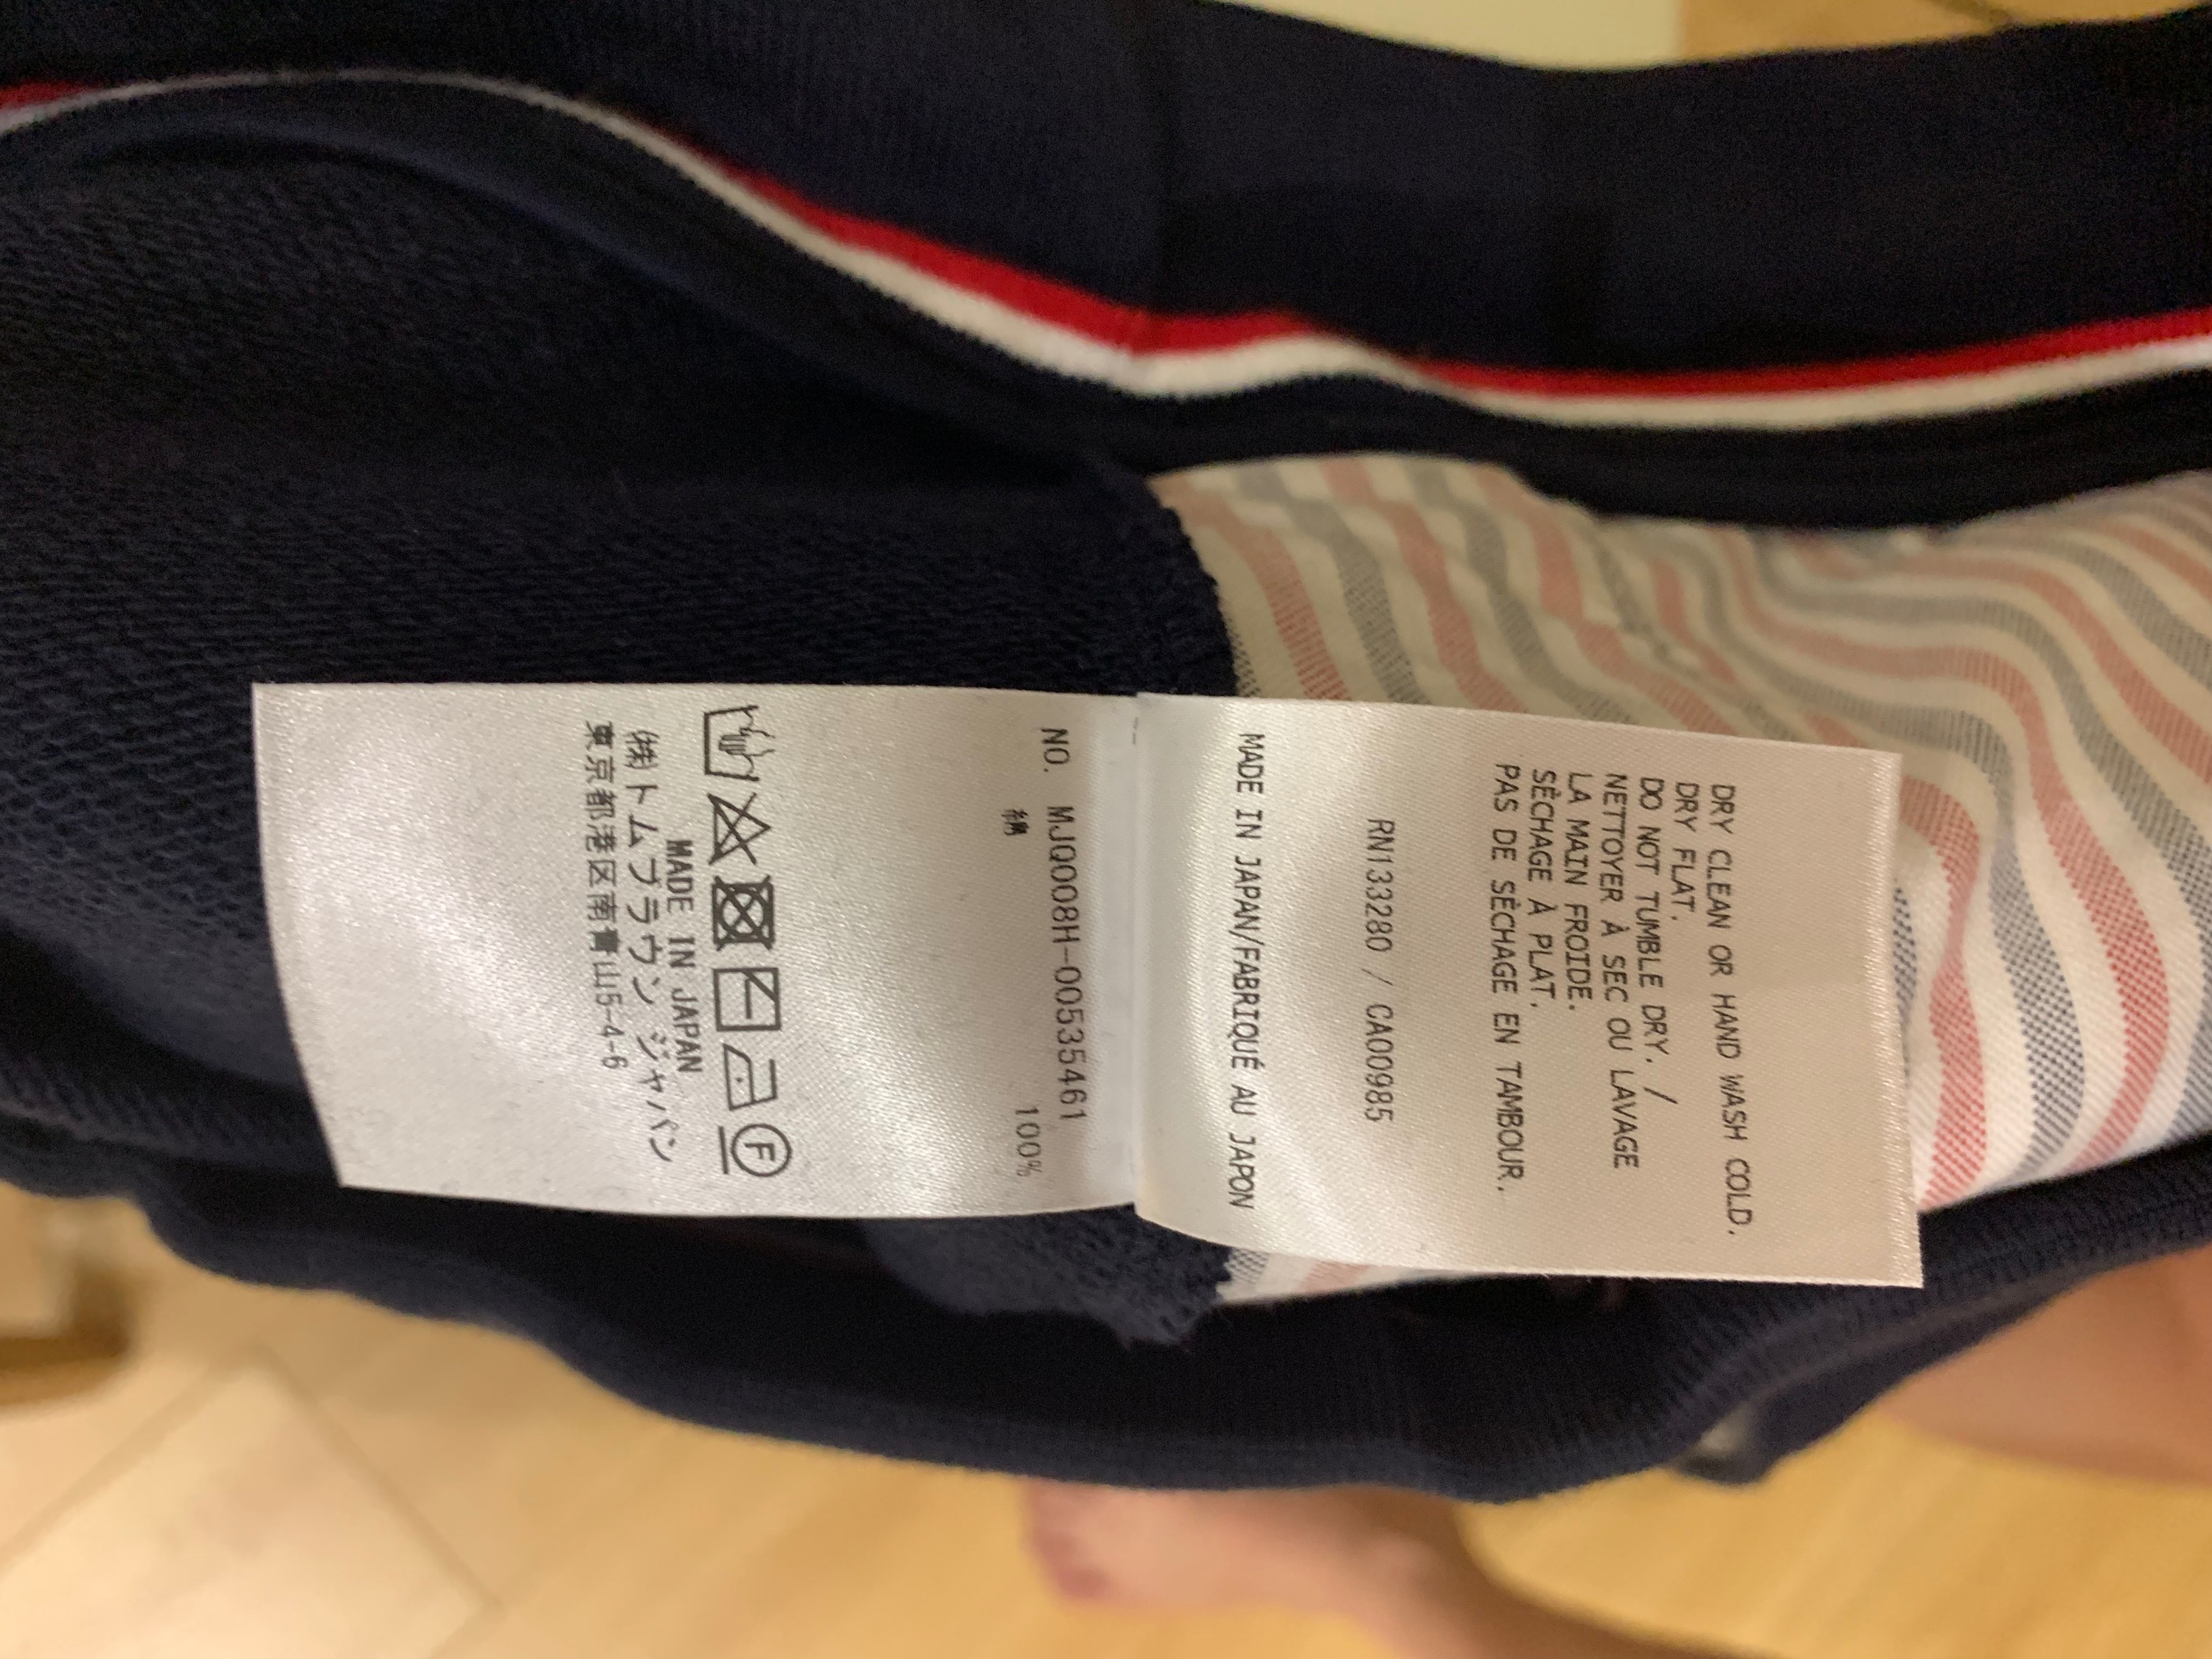 DRY CLEAN OR HAND WASH COLD.
DRY FLAT.
DO NOT TUMBLE DRY. /
NETTOYER À SEC OU LAVAGE
LA MAIN FROIDE.
SÈCHAGE À PLAT.
PAS DE SÈCHAGE EN TAMBOUR.
RN133280 / CA00985
MADE IN JAPAN/FABRIQUÉ AU JAPON
NO. MJQ008H-00535461
綿 100%
F
MADE IN JAPAN
㈱トムブラウン ジャパン
東京都港区南青山5-4-6